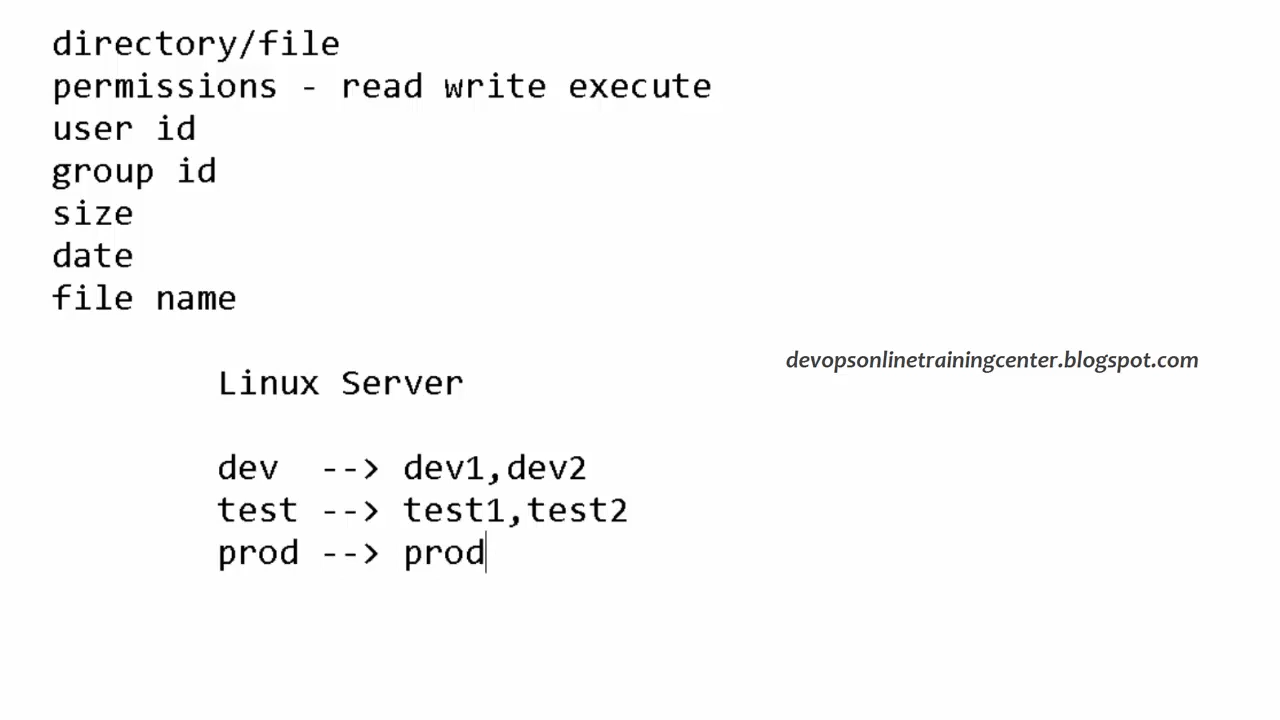 directory/file
permissions - read write execute
user id
group id
size
date
file name
devopsonlinetrainingcenter.blogspot.com
Linux Server
dev --> dev1,dev2
test --> test1,test2
prod --> prod